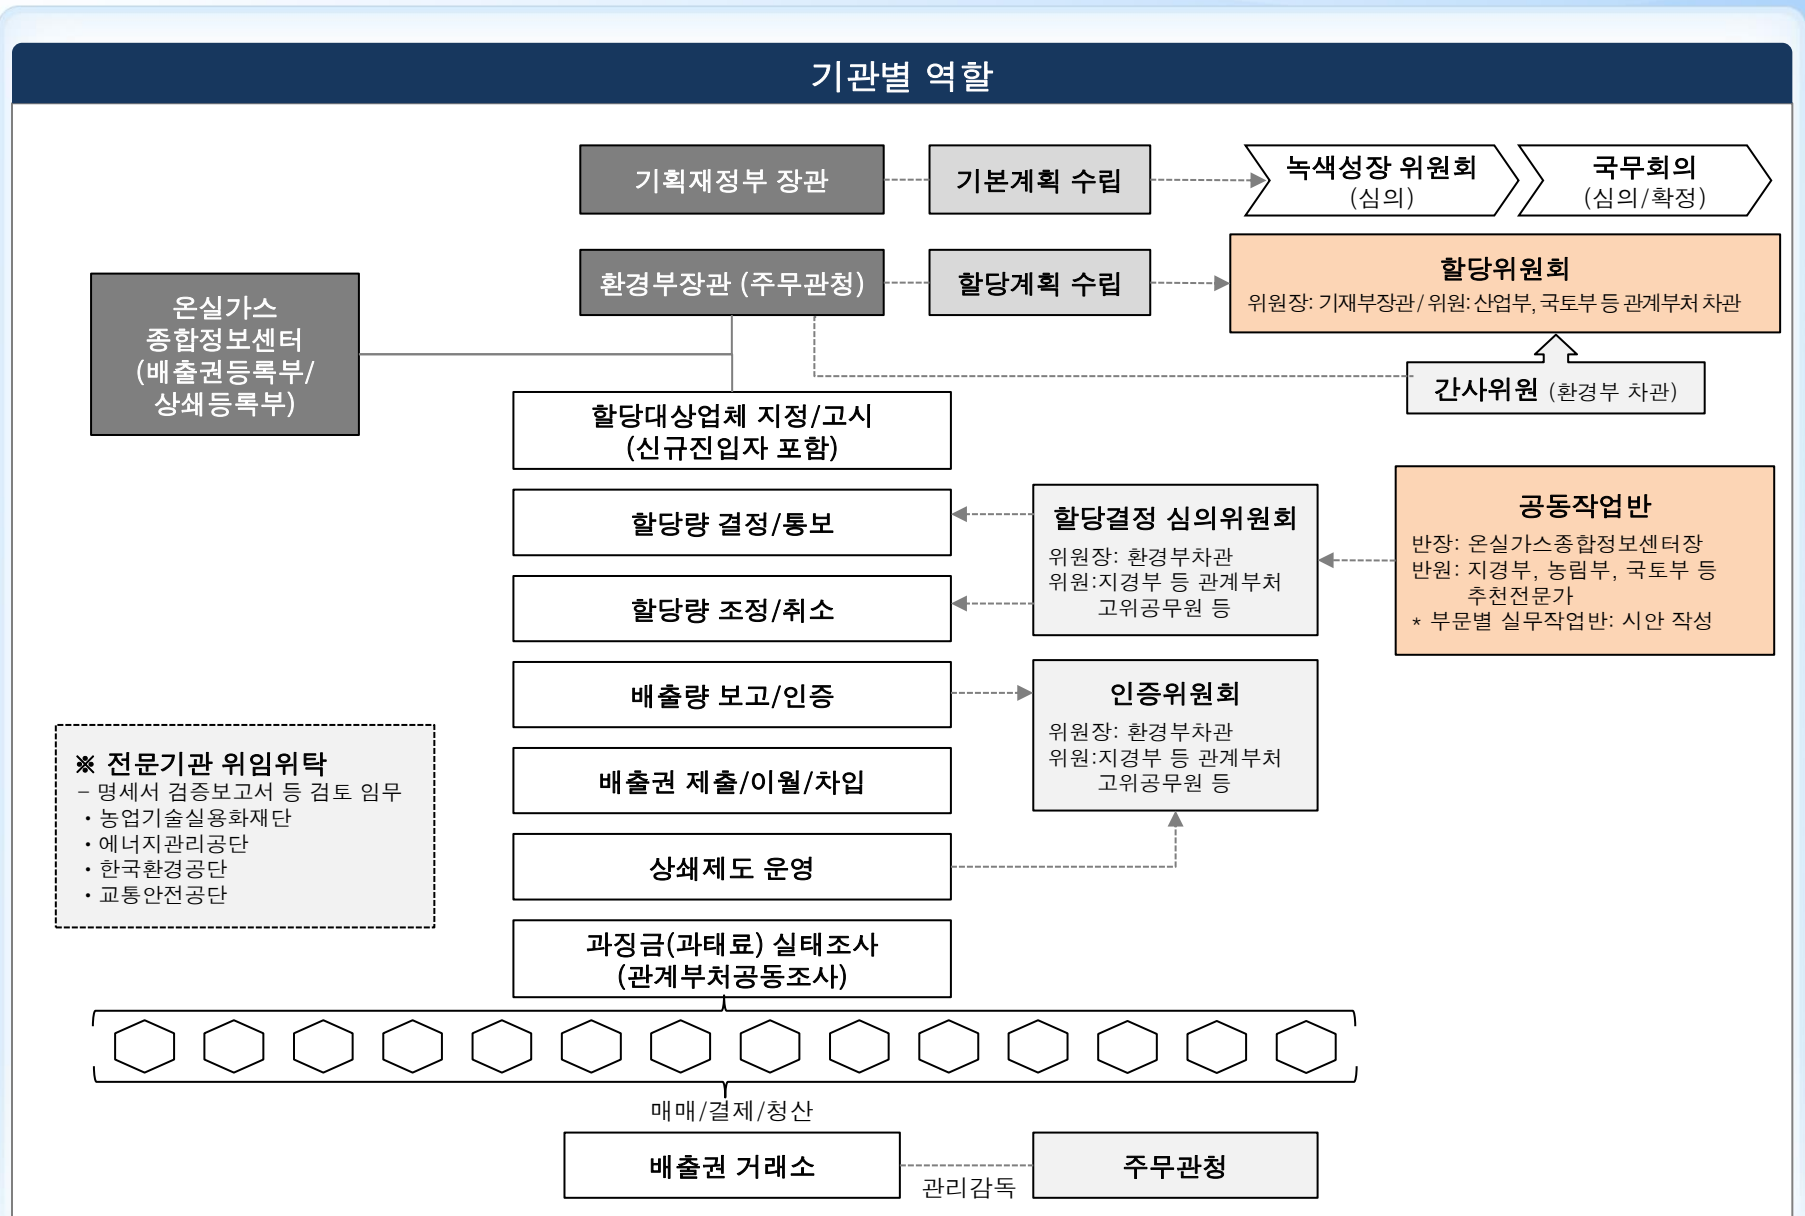 기관별 역할
기획재정부 장관
기본계획 수립
녹색성장 위원회
(심의)
국무회의
(심의/확정)
환경부장관 (주무관청)
할당계획 수립
할당위원회
위원장: 기재부장관 / 위원: 산업부, 국토부 등 관계부처 차관
온실가스
종합정보센터
(배출권등록부/
상쇄등록부)
간사위원 (환경부 차관)
할당대상업체 지정/고시
(신규진입자 포함)
할당량 결정/통보
할당결정 심의위원회
위원장: 환경부차관
위원:지경부 등 관계부처
고위공무원 등
공동작업반
반장: 온실가스종합정보센터장
반원: 지경부, 농림부, 국토부 등
추천전문가
* 부문별 실무작업반: 시안 작성
할당량 조정/취소
배출량 보고/인증
인증위원회
위원장: 환경부차관
위원:지경부 등 관계부처
고위공무원 등
※ 전문기관 위임위탁
– 명세서 검증보고서 등 검토 임무
• 농업기술실용화재단
• 에너지관리공단
• 한국환경공단
• 교통안전공단
배출권 제출/이월/차입
상쇄제도 운영
과징금(과태료) 실태조사
(관계부처공동조사)
매매/결제/청산
배출권 거래소
관리감독
주무관청